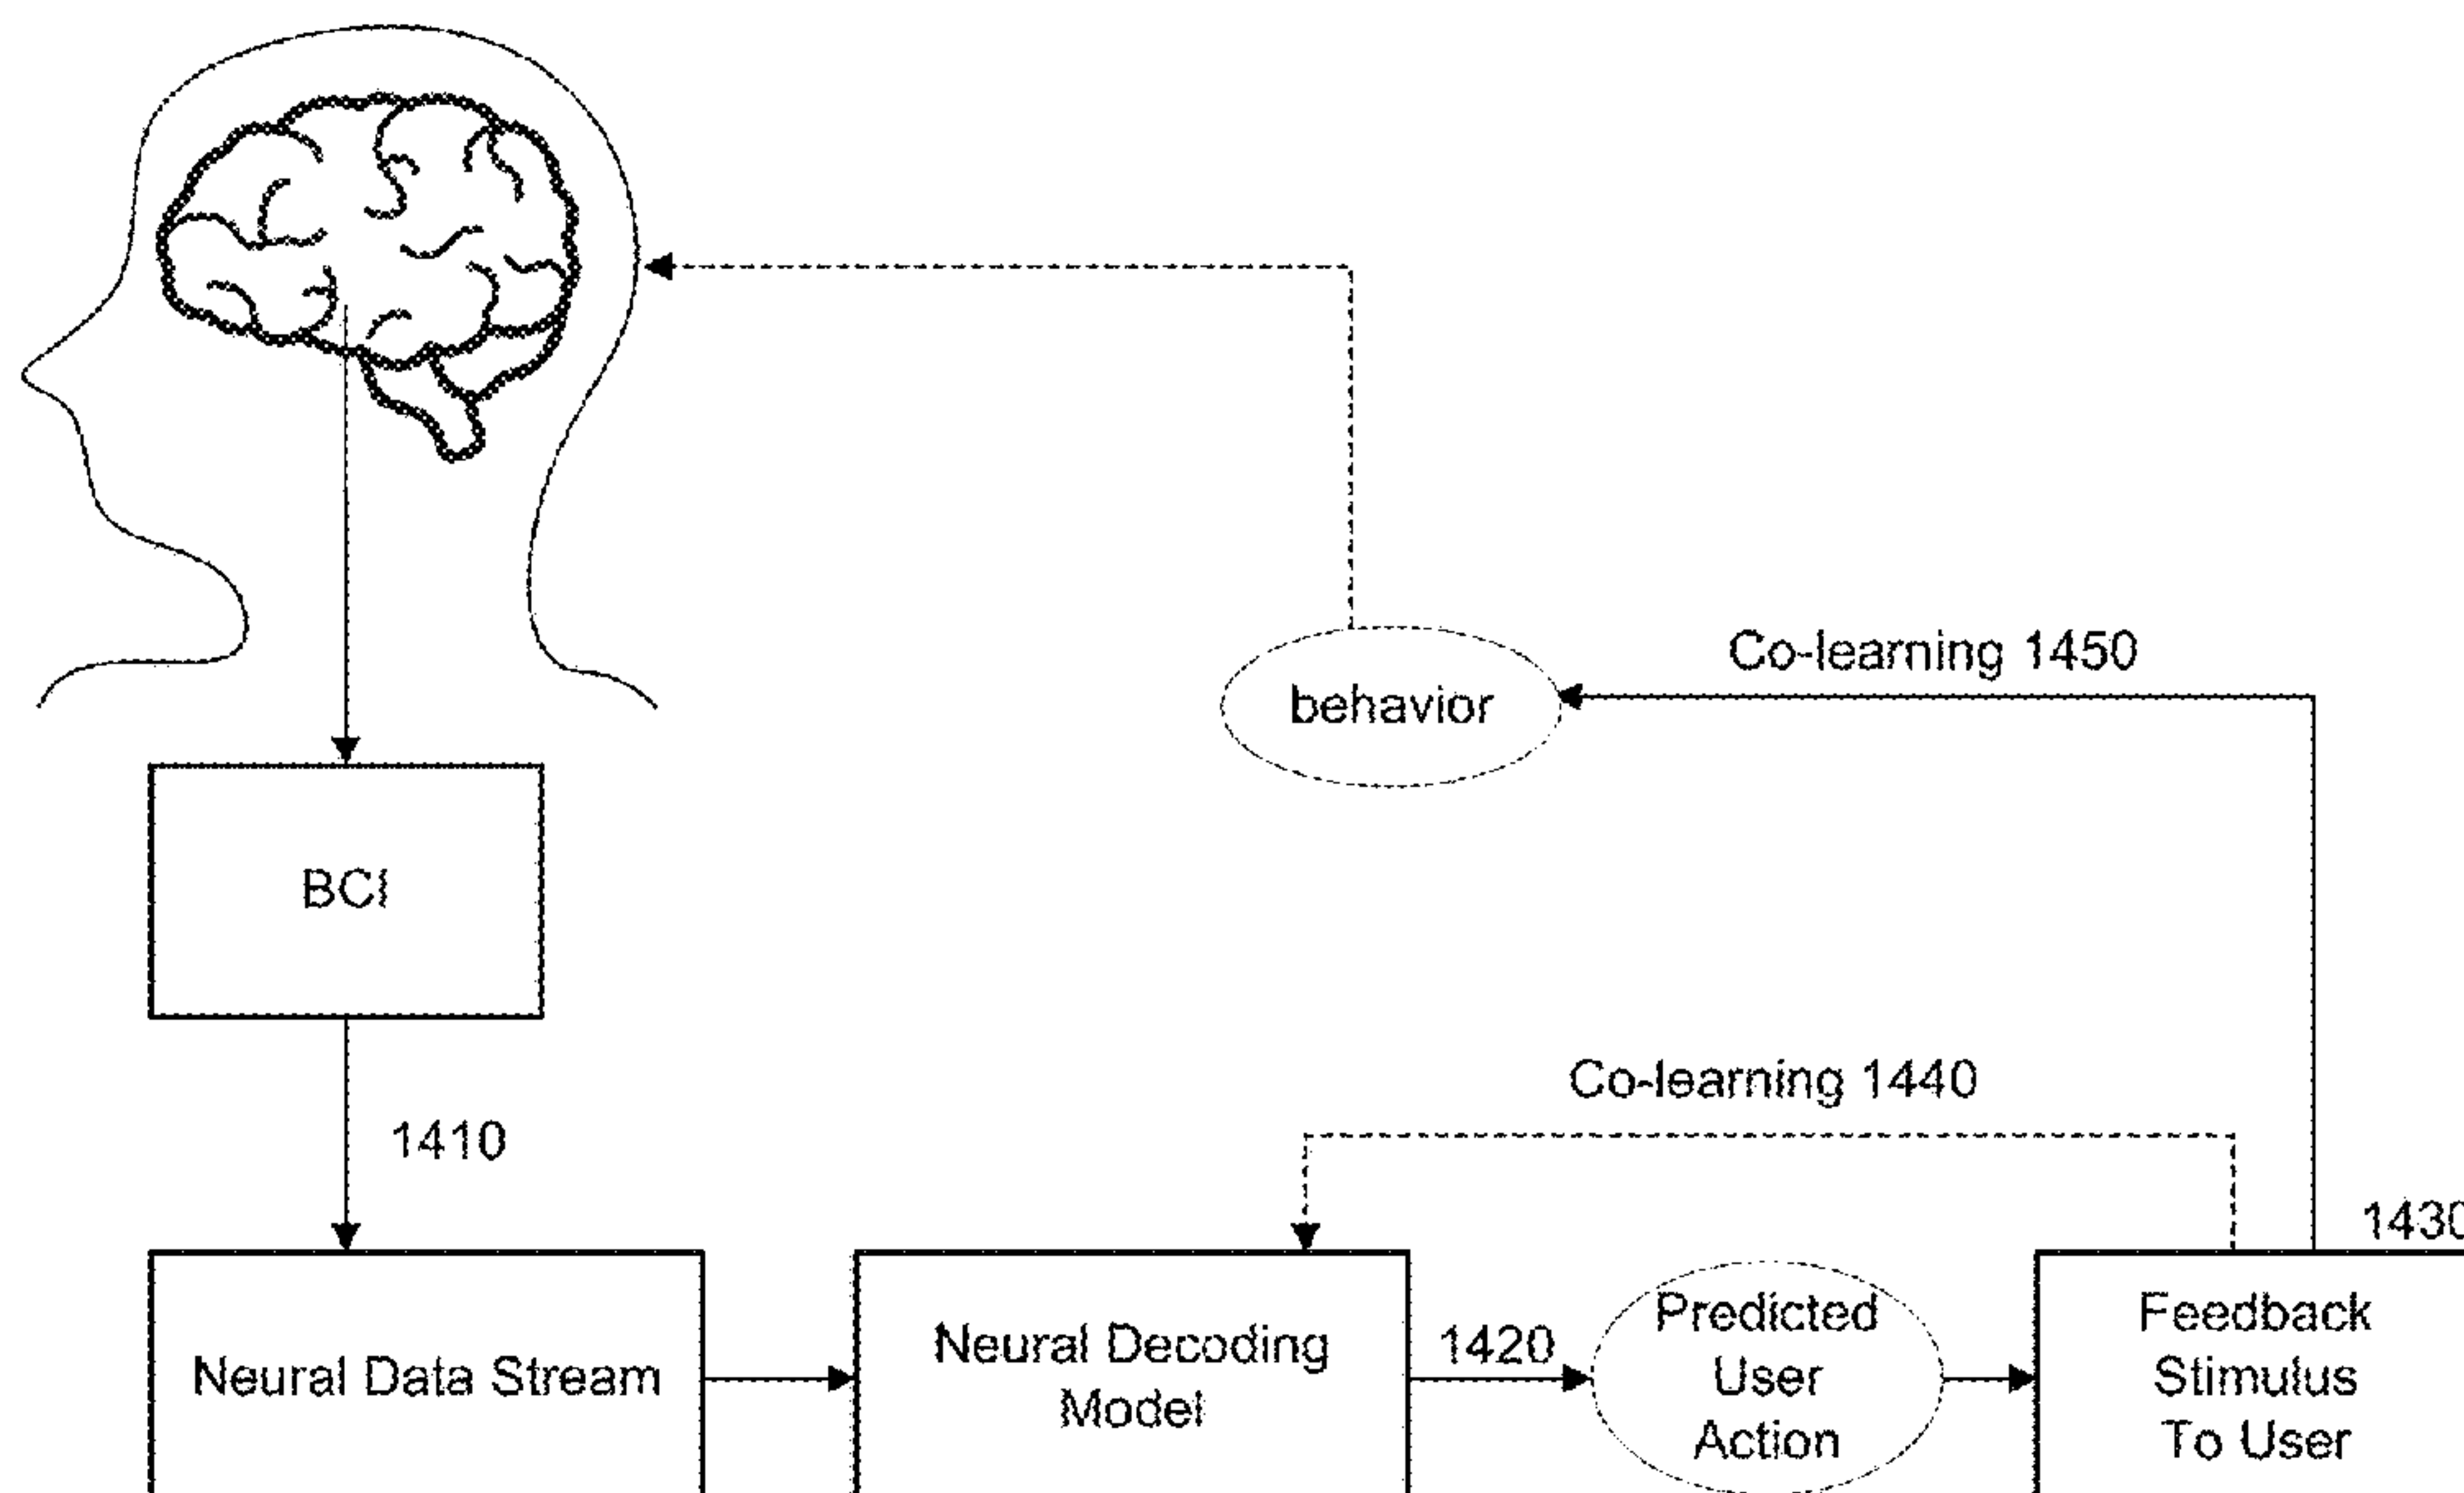 Co-learning 1450
behavior
BCI
Co-learning 1440
1410
1430
Neural Data Stream
Neural Decoding
Model
1420
Predicted
User
Action
Feedback
Stimulus
To User